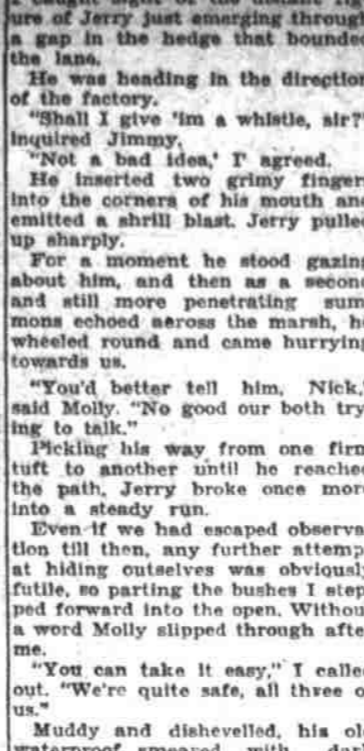 ure of Jerry just emerging through
a gap in the hedge that bounde
the lane.
He was heading in the directio
of the factory.
"Shall I give 'im a whistle, sir?"
inquired Jimmy.
"Not a bad idea,' I agreed.
He inserted two grimy finger
into the corners of his mouth an
emitted a shrill blast. Jerry pulle
up sharply.
For a moment he stood gazin
about him, and then as a secon
and still more penetrating sum
mons echoed across the marsh, h
wheeled round and came hurryin
towards us.
"You'd better tell him, Nick,"
said Molly. "No good our both try
ing to talk."
Picking his way from one firm
tuft to another until he reache
the path, Jerry broke once mor
into a steady run.
Even if we had escaped observa
tion till then, any further attemp
at hiding outselves was obviousl
futile, so parting the bushes I step
ped forward into the open. Withou
a word Molly slipped through afte
me.
"You can take it easy," I calle
out. "We're quite safe, all three o
us."
Muddy and dishevelled, his ol
waterproof smeared with